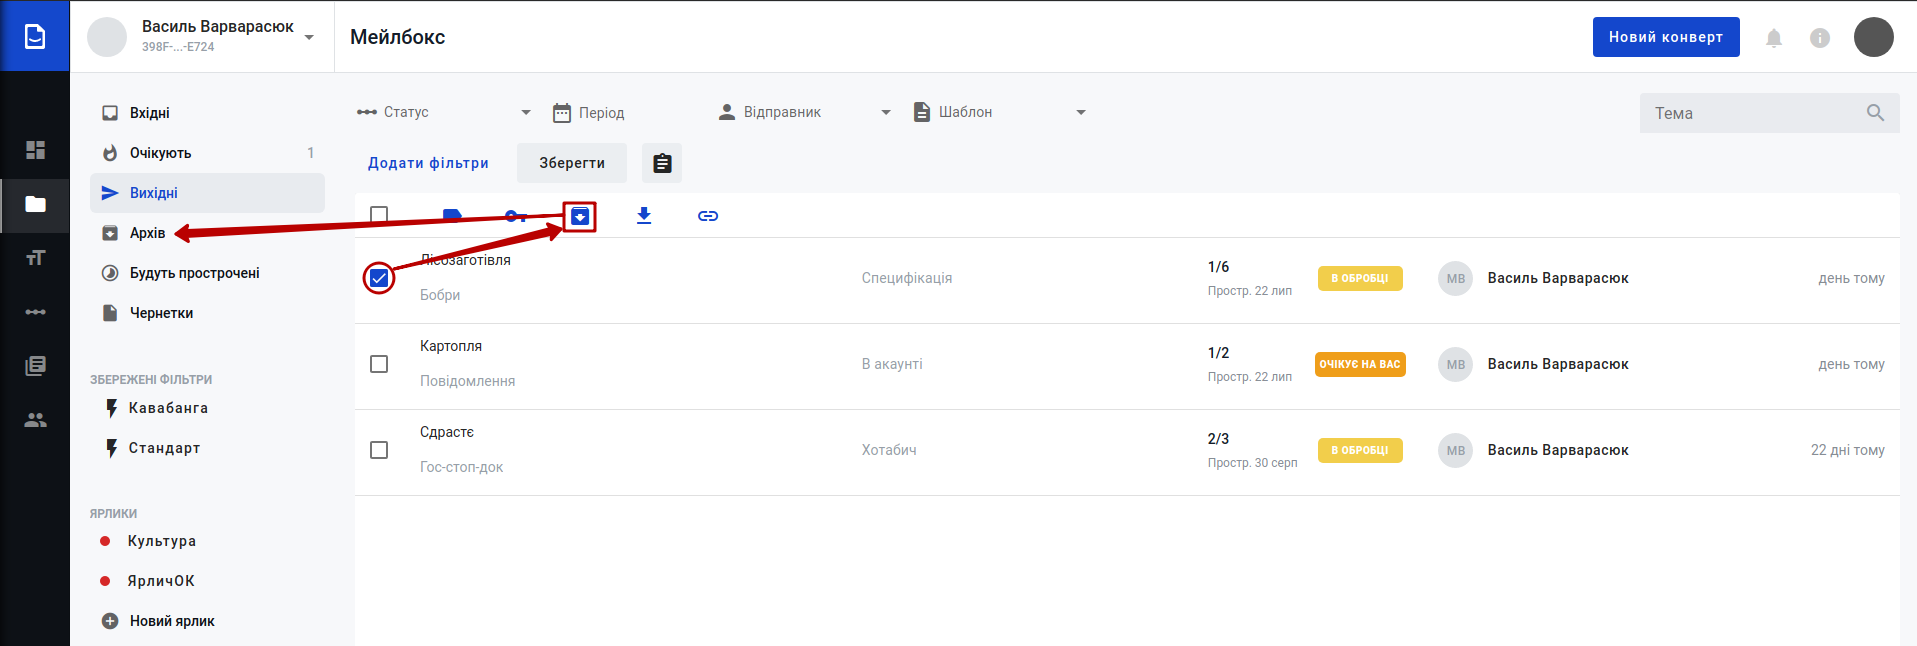 Василь Варварасюк
398F-...-E724
Мейлбокс
Новий конверт
Вхідні
Очікують 1
Вихідні
Архів
Будуть прострочені
Чернетки
ЗБЕРЕЖЕНІ ФІЛЬТРИ
Кавабанга
Стандарт
ЯРЛИКИ
Культура
ЯрличОК
Новий ярлик
Статус Період Відправник Шаблон Тема
Додати фільтри Зберегти
Лісозаготівля
Бобри
Специфікація
1/6
Простр. 22 лип
В ОБРОБЦІ
МВ Василь Варварасюк
день тому
Картопля
Повідомлення
В акаунті
1/2
Простр. 22 лип
ОЧІКУЄ НА ВАС
МВ Василь Варварасюк
день тому
Сдрастє
Гос-стоп-док
Хотабич
2/3
Простр. 30 серп
В ОБРОБЦІ
МВ Василь Варварасюк
22 дні тому